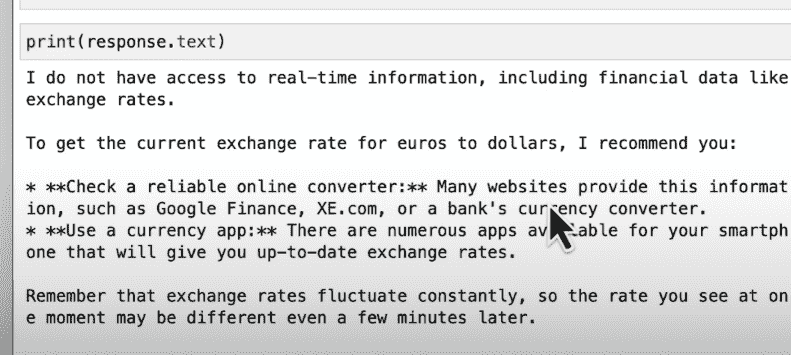 print(response.text)
I do not have access to real-time information, including financial data like
exchange rates.
To get the current exchange rate for euros to dollars, I recommend you:
* **Check a reliable online converter:** Many websites provide this informat
ion, such as Google Finance, XE.com, or a bank's currency converter.
* **Use a currency app:** There are numerous apps available for your smartph
one that will give you up-to-date exchange rates.
Remember that exchange rates fluctuate constantly, so the rate you see at on
e moment may be different even a few minutes later.